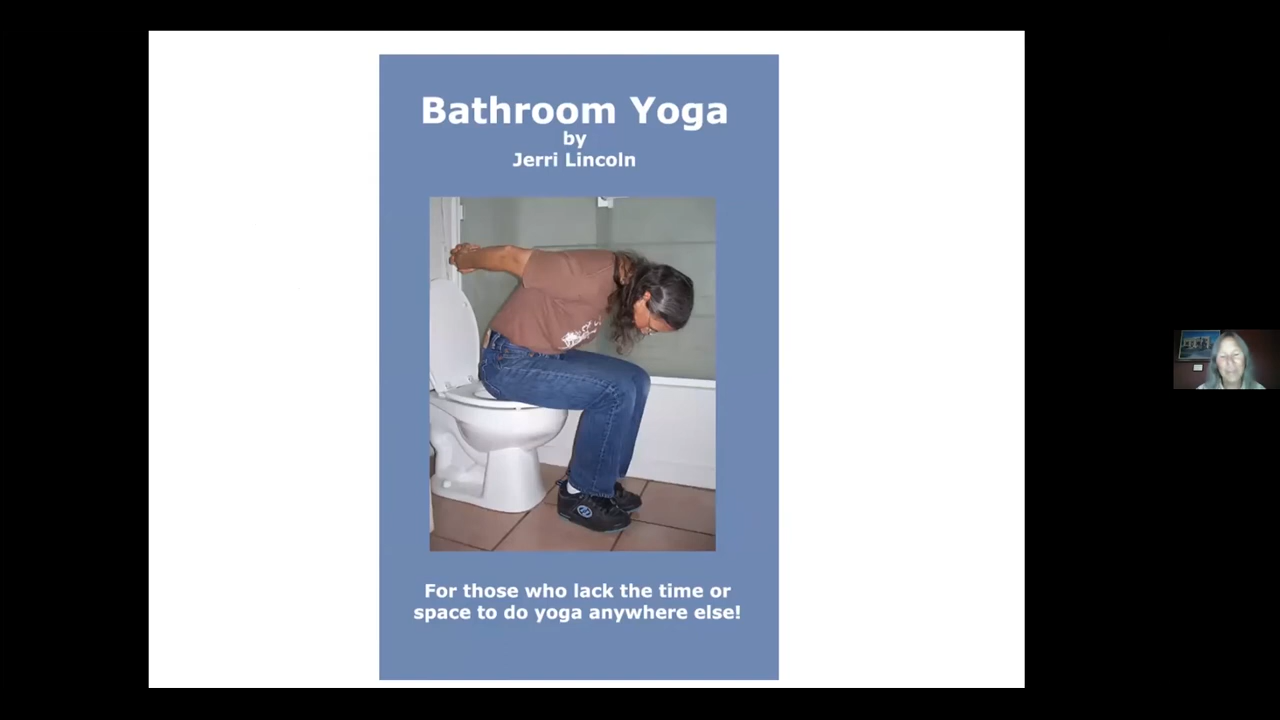 Bathroom Yoga
by
Jerri Lincoln
For those who lack the time or
space to do yoga anywhere else!